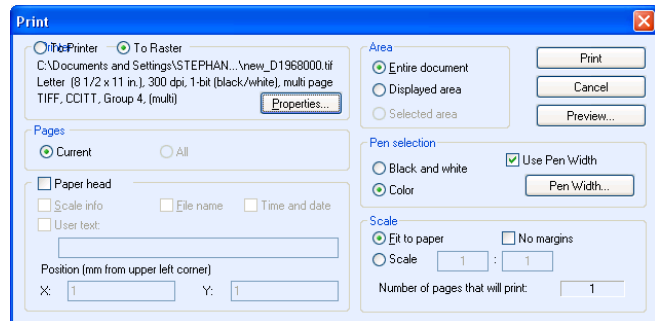 Print
Printer
To Printer To Raster
C:\Documents and Settings\STEPHAN...\new_D1968000.tif
Letter (8 1/2 x 11 in.), 300 dpi, 1-bit (black/white), multi page
TIFF, CCITT, Group 4, (multi)
Properties...
Pages
Current All
Paper head
Scale info File name Time and date
User text:
Position (mm from upper left corner)
X: 1 Y: 1
Area
Entire document
Displayed area
Selected area
Print
Cancel
Preview...
Pen selection
Black and white
Color
Use Pen Width
Pen Width...
Scale
Fit to paper No margins
Scale 1 : 1
Number of pages that will print: 1